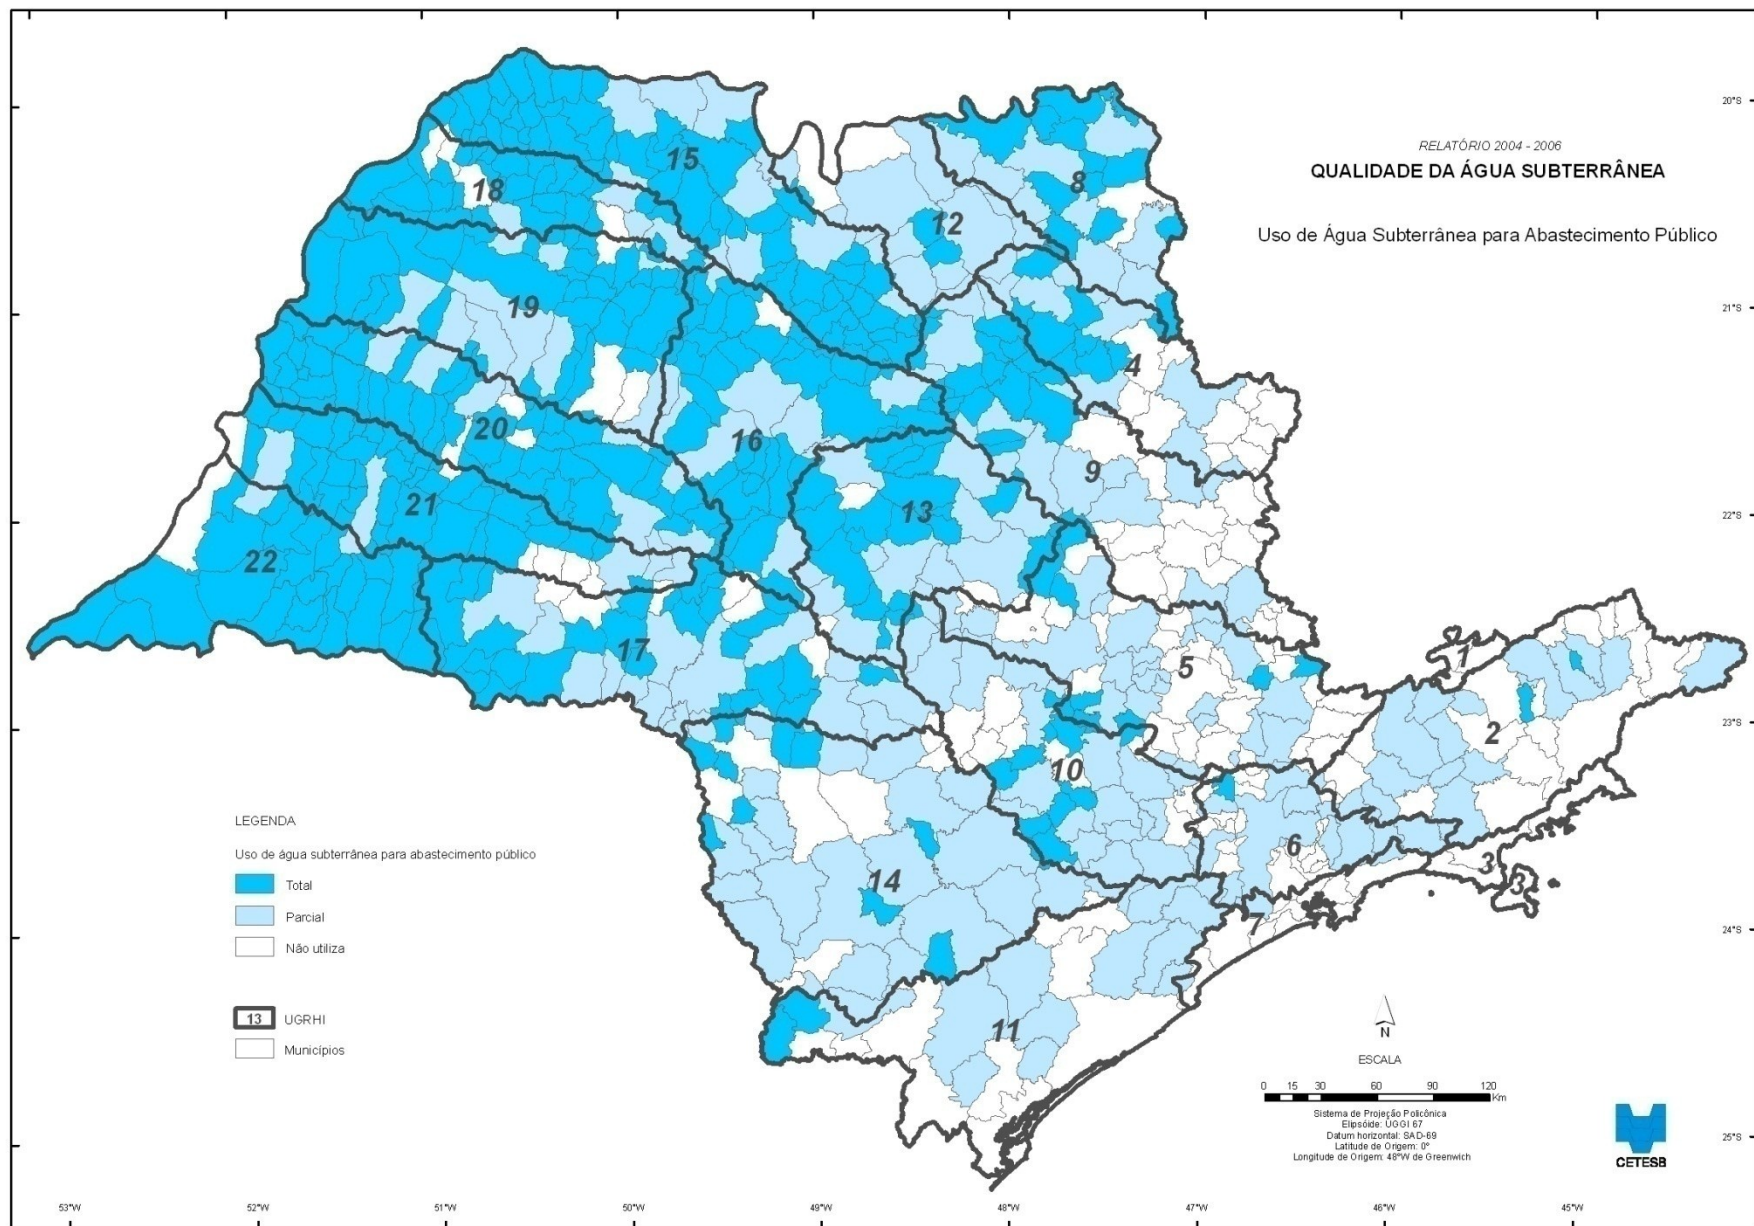 RELATÓRIO 2004 - 2006
QUALIDADE DA ÁGUA SUBTERRÂNEA
Uso de Água Subterrânea para Abastecimento Público
20°S
21°S
22°S
23°S
24°S
25°S
15
18
12
8
19
4
20
16
9
13
21
22
17
5
1
2
10
6
3
3
14
7
11
LEGENDA
Uso de água subterrânea para abastecimento público
Total
Parcial
Não utiliza
13 UGRHI
Municípios
N
ESCALA
0 15 30 60 90 120
Km
Sistema de Projeção Policônica
Elipsóide: UGGI 67
Datum horizontal: SAD-69
Latitude de Origem: 0°
Longitude de Origem: 48°W de Greenwich
CETESB
53°W 52°W 51°W 50°W 49°W 48°W 47°W 46°W 45°W